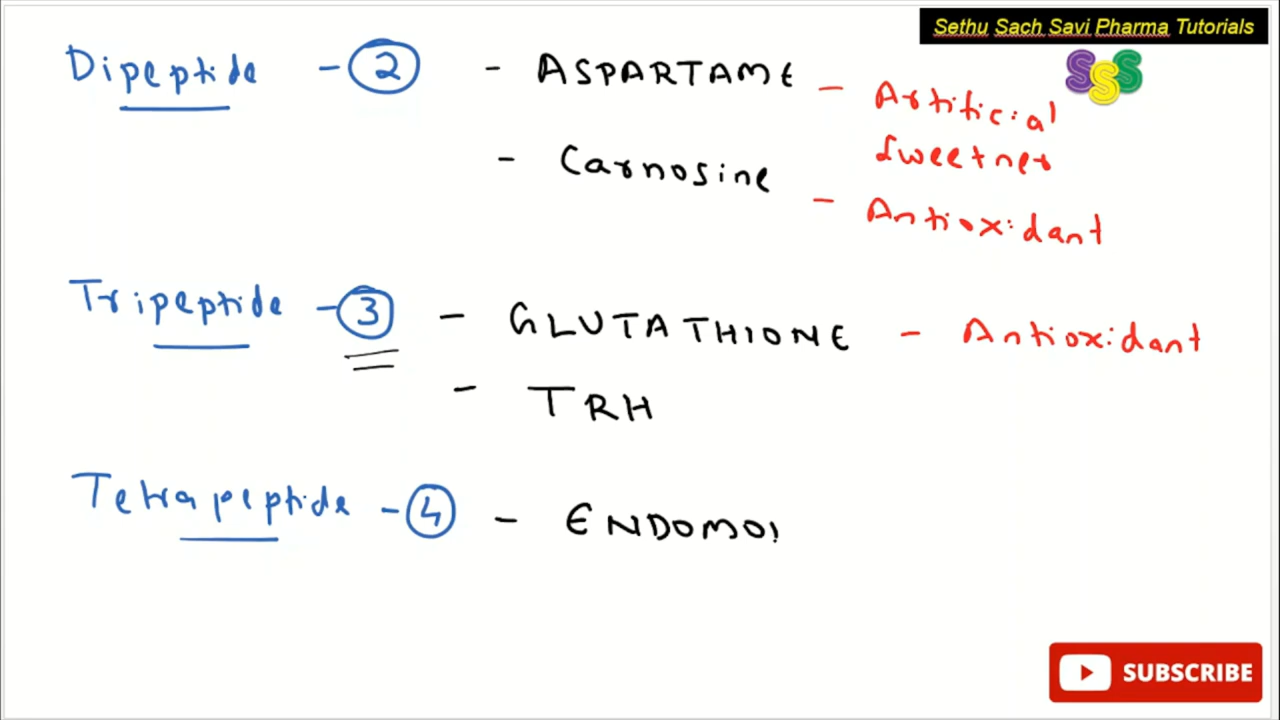 Sethu Sach Savi Pharma Tutorials
SSS
Dipeptide - 2 - ASPARTAME - Artificial
Sweetner
- Carnosine - Antioxidant
Tripeptide - 3 - GLUTATHIONE - Antioxidant
- TRH
Tetrapeptide - 4 - ENDOMO
SUBSCRIBE